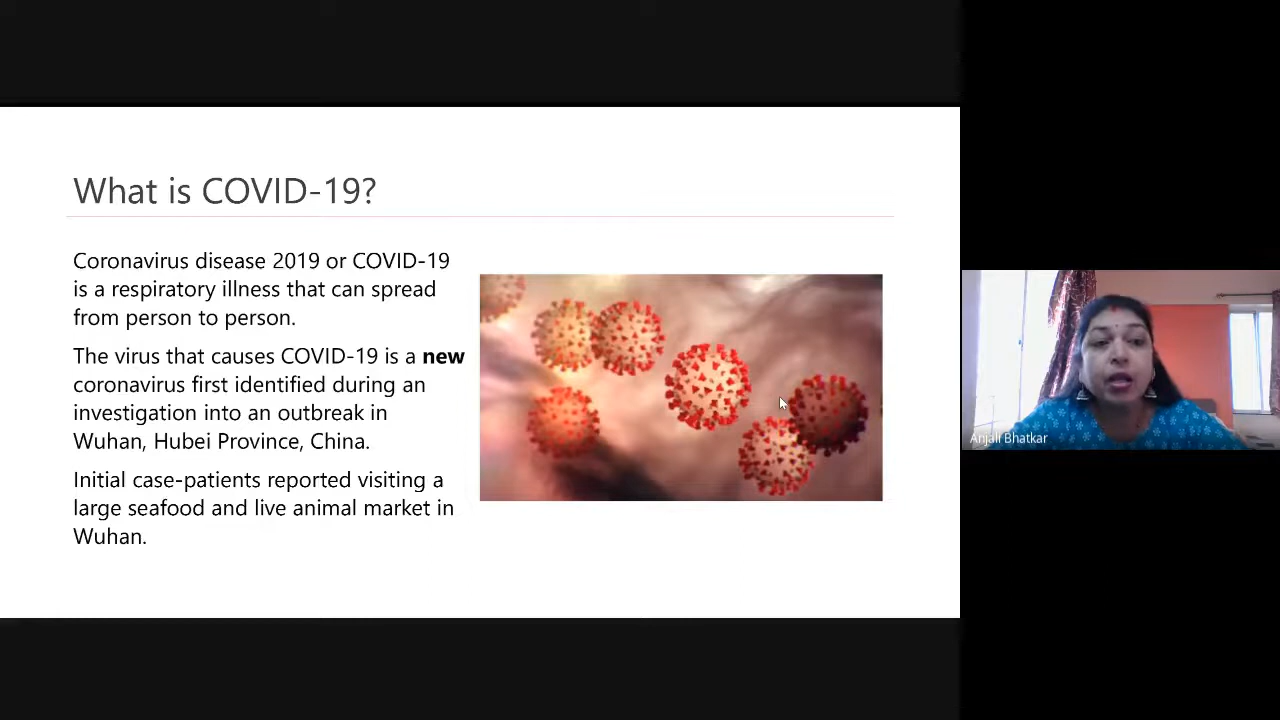 What is COVID-19?
Coronavirus disease 2019 or COVID-19
is a respiratory illness that can spread
from person to person.
The virus that causes COVID-19 is a new
coronavirus first identified during an
investigation into an outbreak in
Wuhan, Hubei Province, China.
Initial case-patients reported visiting a
large seafood and live animal market in
Wuhan.
Anjali Bhatkar